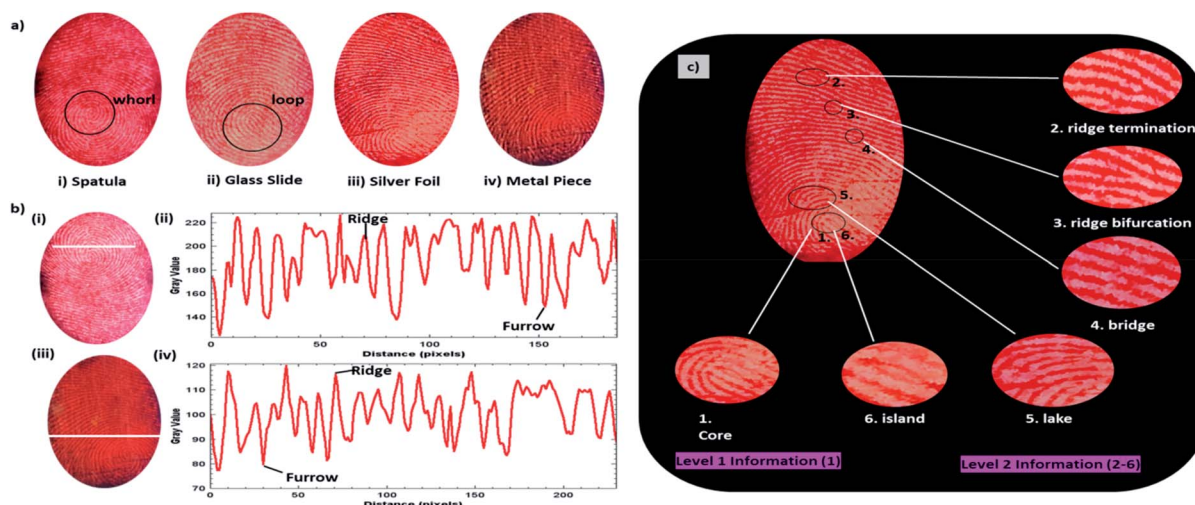 a)
whorl
loop
i) Spatula
ii) Glass Slide
iii) Silver Foil
iv) Metal Piece
b)
(i)
(ii)
Ridge
220
200
180
160
140
Gray Value
Furrow
0
50
100
150
Distance (pixels)
(iii)
(iv)
Ridge
120
110
100
90
80
70
Gray Value
Furrow
0
50
100
150
200
Distance (pixels)
c)
2.
3.
4.
5.
1.
6.
2. ridge termination
3. ridge bifurcation
4. bridge
1.
Core
6. island
5. lake
Level 1 Information (1)
Level 2 Information (2-6)